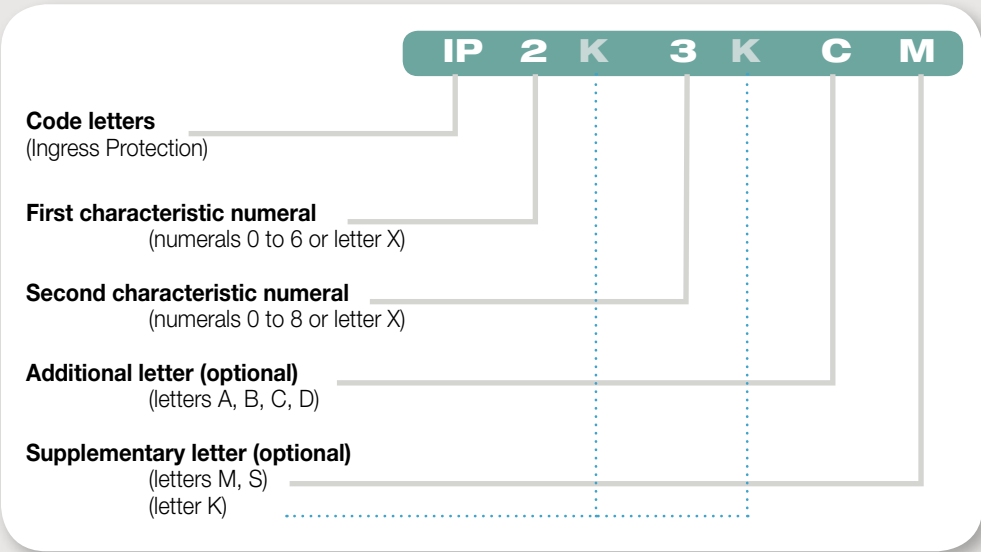 IP 2 K 3 K C M
Code letters
(Ingress Protection)
First characteristic numeral
(numerals 0 to 6 or letter X)
Second characteristic numeral
(numerals 0 to 8 or letter X)
Additional letter (optional)
(letters A, B, C, D)
Supplementary letter (optional)
(letters M, S)
(letter K)